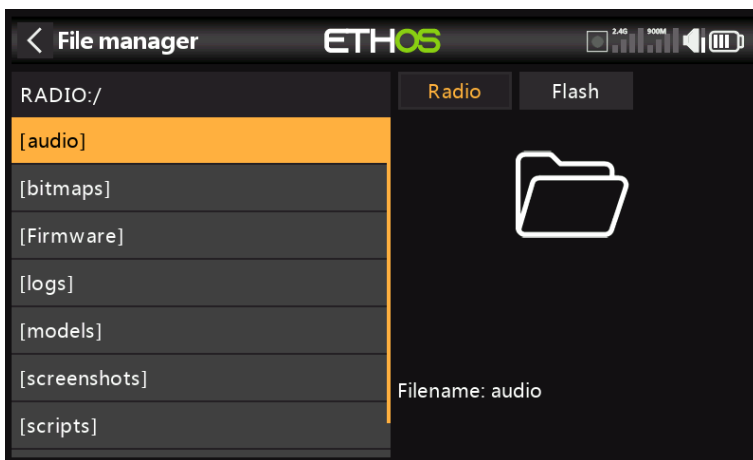 File manager
ETHOS
2.4G
900M
RADIO:/
Radio
Flash
[audio]
[bitmaps]
[Firmware]
[logs]
[models]
[screenshots]
[scripts]
Filename: audio